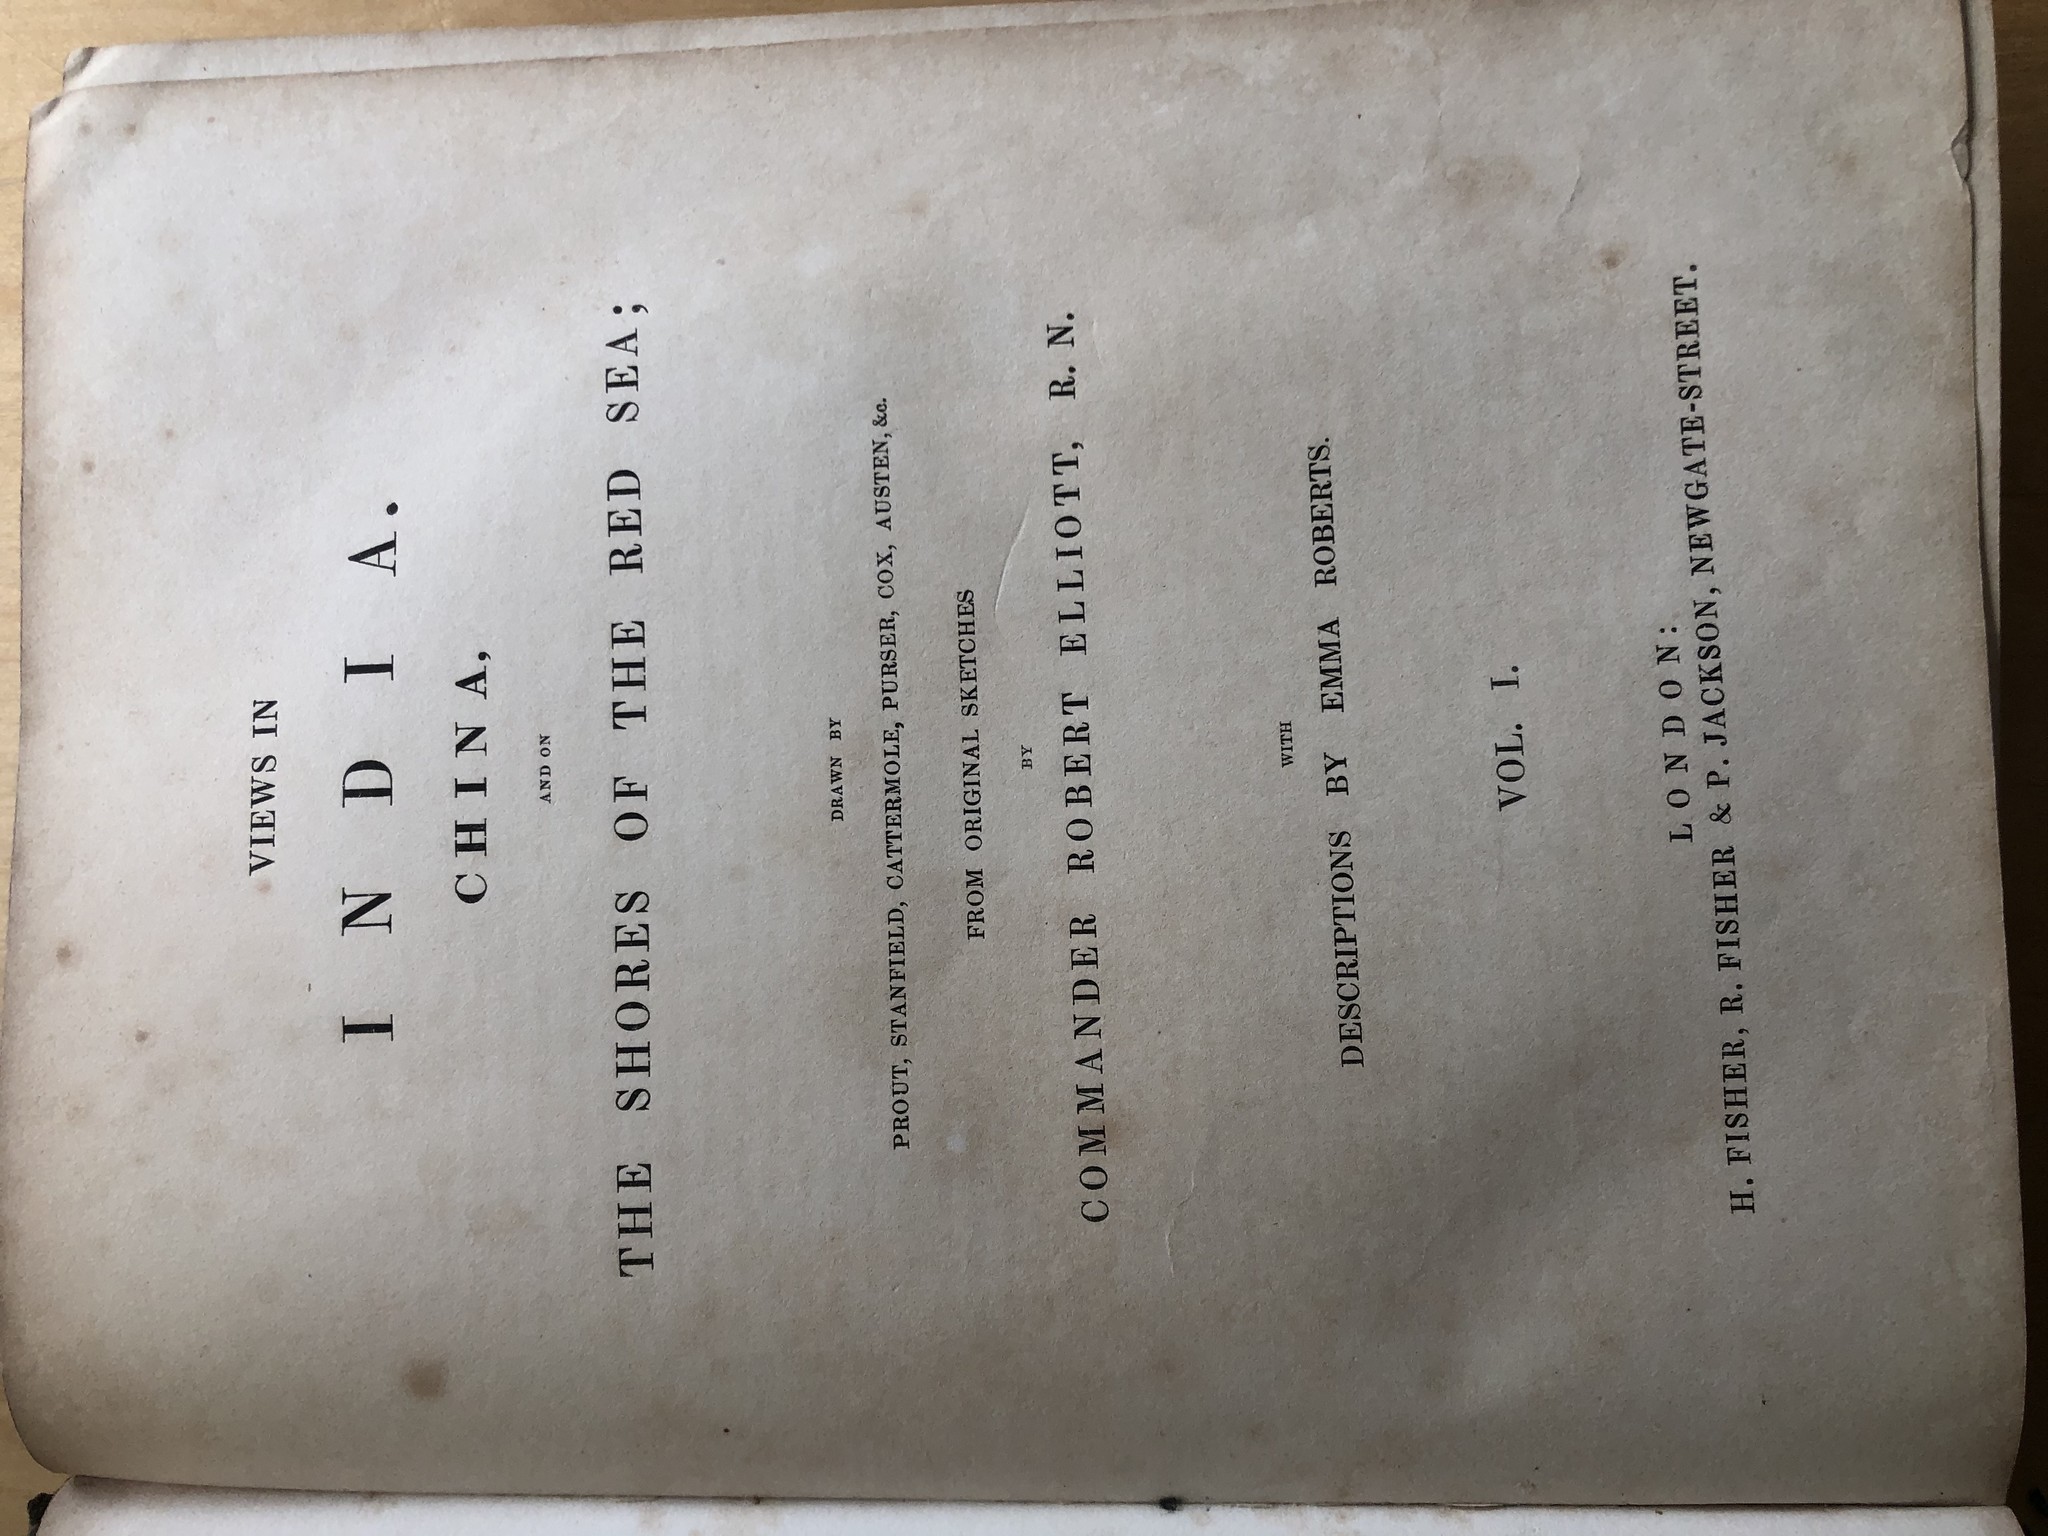 VIEWS IN
INDIA.
CHINA,
AND ON
THE SHORES OF THE RED SEA;
DRAWN BY
PROUT, STANFIELD, CATTERMOLE, PURSER, COX, AUSTEN, &c.
FROM ORIGINAL SKETCHES
BY
COMMANDER ROBERT ELLIOTT, R. N.
WITH
DESCRIPTIONS BY EMMA ROBERTS.
VOL. I.
LONDON:
H. FISHER, R. FISHER & P. JACKSON, NEWGATE-STREET.